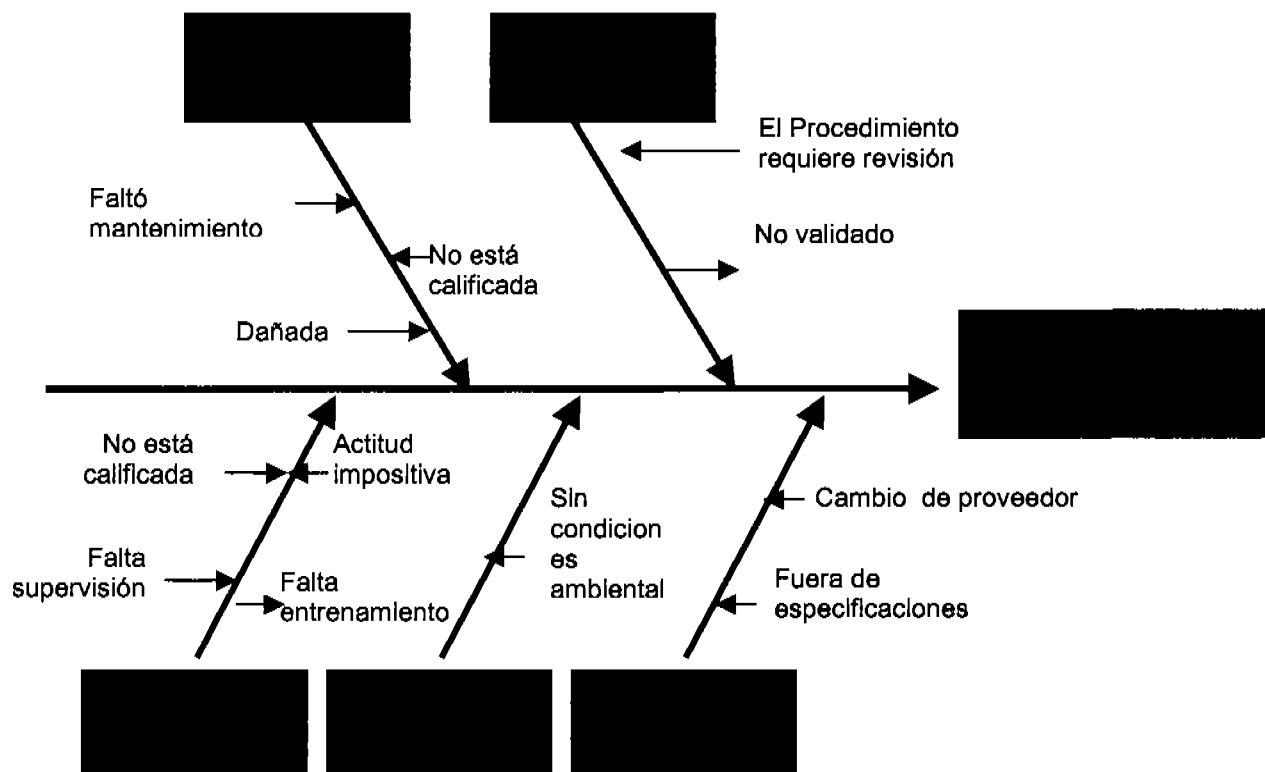 El Procedimiento
requiere revisión
Faltó
mantenimiento
No está
calificada
No validado
Dañada
No está
calificada
Actitud
impositiva
Sin
condicion
es
ambiental
Cambio de proveedor
Falta
supervisión
Falta
entrenamiento
Fuera de
especificaciones